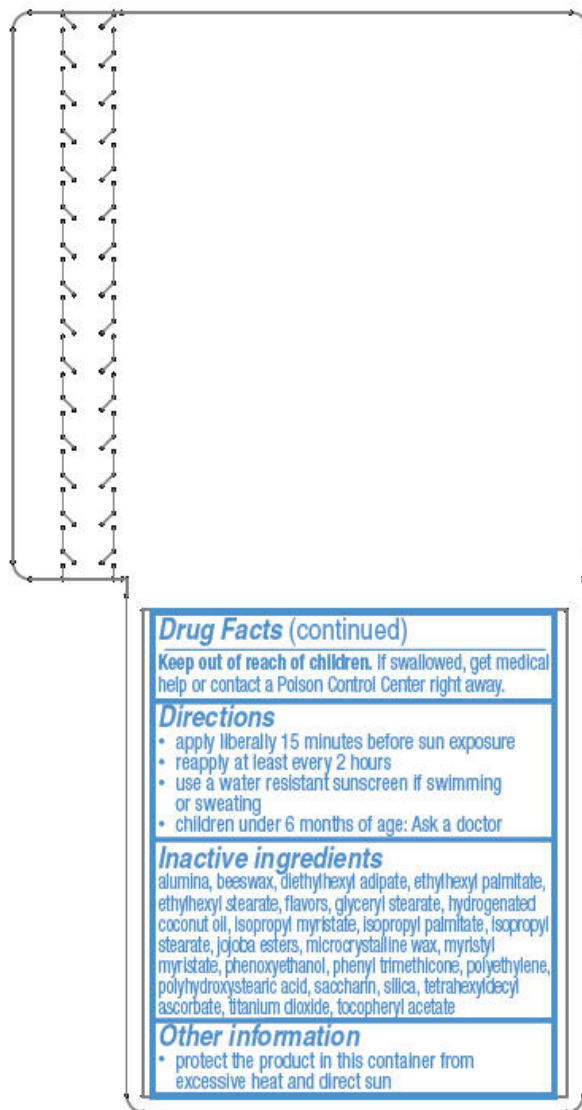 Drug Facts (continued)
Keep out of reach of children. If swallowed, get medical
help or contact a Poison Control Center right away.
Directions
• apply liberally 15 minutes before sun exposure
• reapply at least every 2 hours
• use a water resistant sunscreen if swimming
or sweating
• children under 6 months of age: Ask a doctor
Inactive ingredients
alumina, beeswax, diethylhexyl adipate, ethylhexyl palmitate,
ethylhexyl stearate, flavors, glyceryl stearate, hydrogenated
coconut oil, isopropyl myristate, isopropyl palmitate, isopropyl
stearate, jojoba esters, microcrystalline wax, myristyl
myristate, phenoxyethanol, phenyl trimethicone, polyethylene,
polyhydroxystearic acid, saccharin, silica, tetrahexyldecyl
ascorbate, titanium dioxide, tocopheryl acetate
Other information
• protect the product in this container from
excessive heat and direct sun